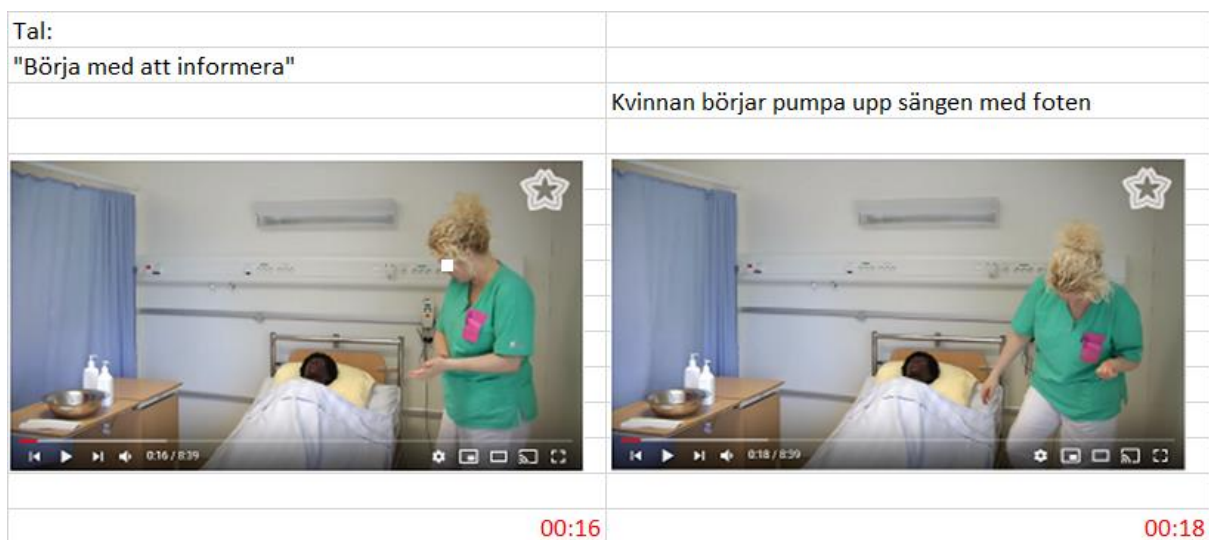 Tal:
"Börja med att informera"
Kvinnan börjar pumpa upp sängen med foten
0:16 / 8:39
0:18 / 8:39
00:16
00:18